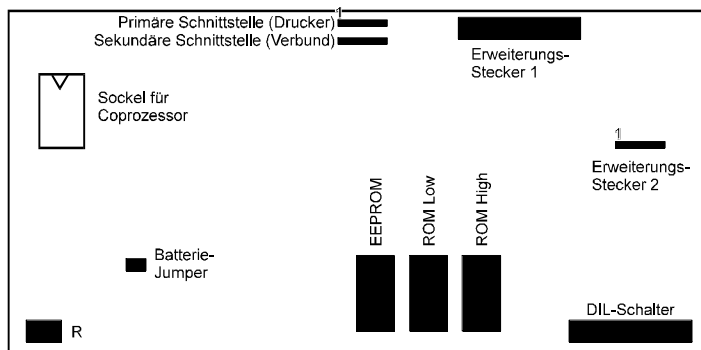 1
Primäre Schnittstelle (Drucker)
Sekundäre Schnittstelle (Verbund)
Erweiterungs-
Stecker 1
Sockel für
Coprozessor
1
Erweiterungs-
Stecker 2
EEPROM
ROM Low
ROM High
Batterie-
Jumper
DIL-Schalter
R